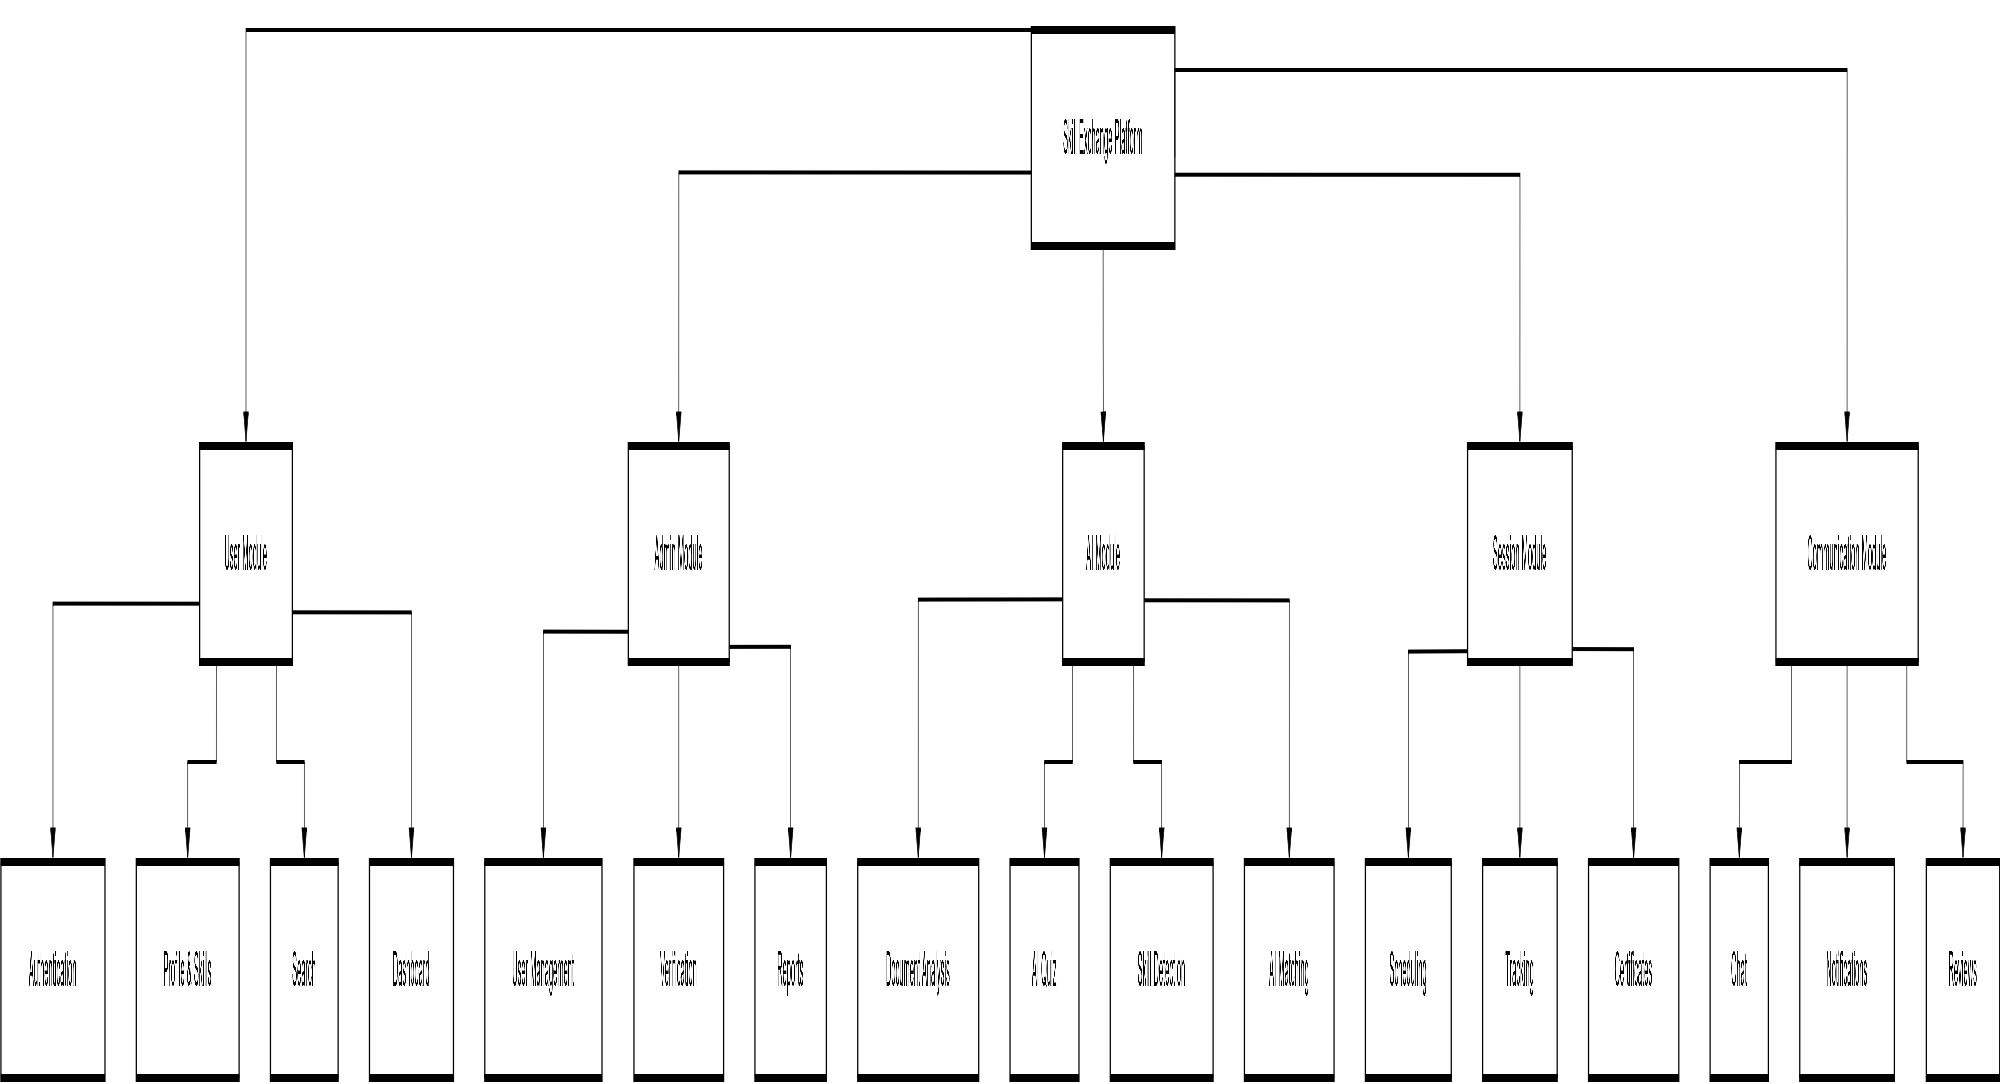 Skill Exchange Platform
User Module
Admin Module
AI Module
Session Module
Communication Module
Authentication
Profile & Skills
Search
Dashboard
User Management
Verification
Reports
Document Analysis
AI Quiz
Skill Detection
AI Matching
Scheduling
Tracking
Certificates
Chat
Notifications
Reviews